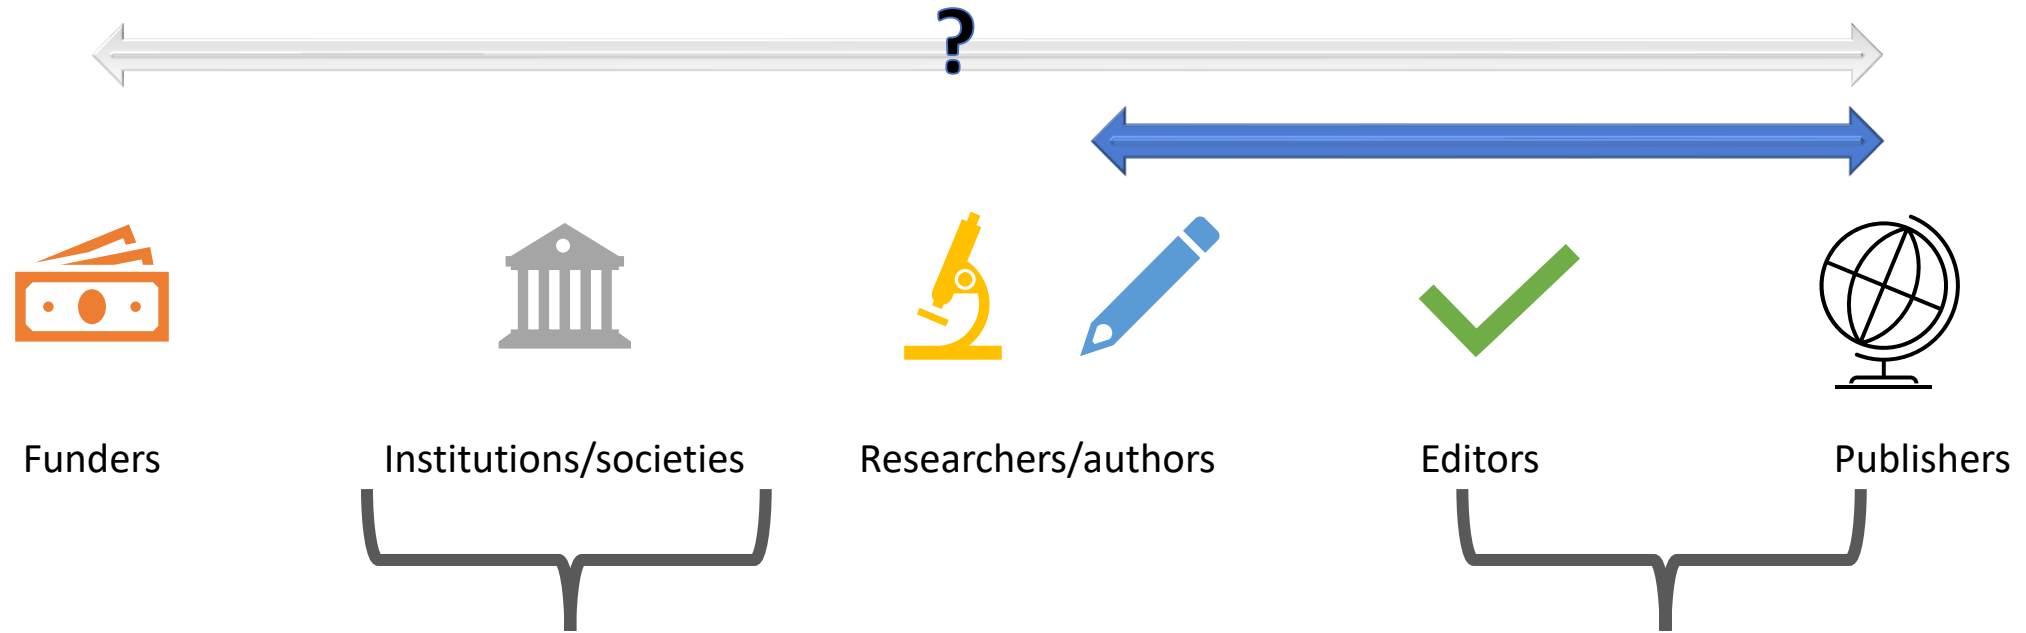 ?
Funders
Institutions/societies
Researchers/authors
Editors
Publishers